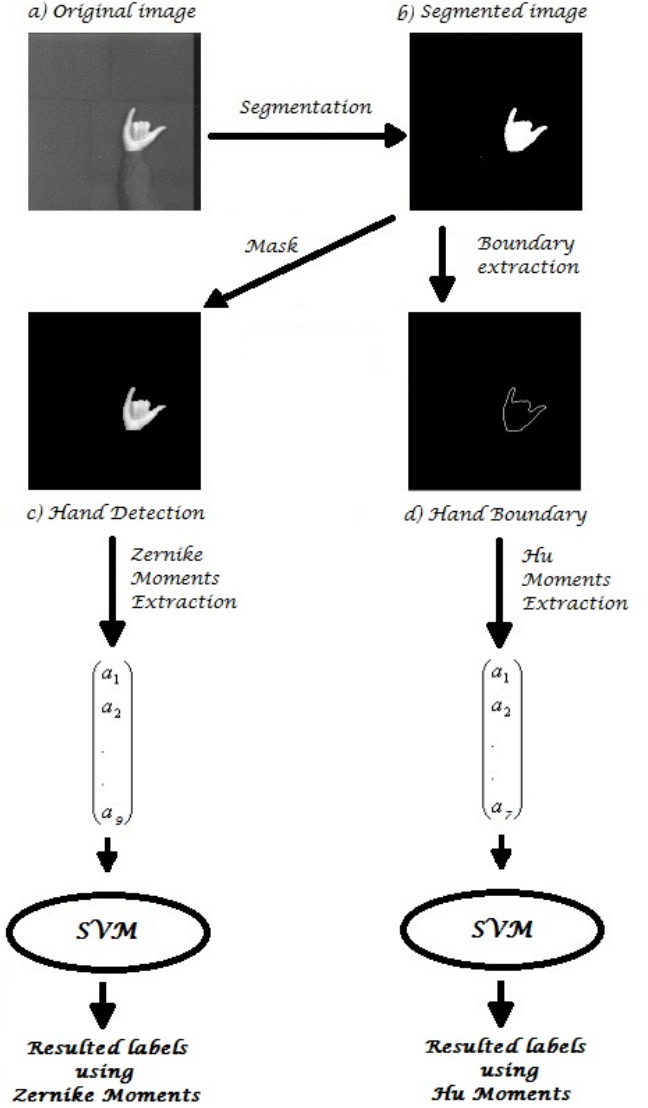 a) Original image
b) Segmented image
Segmentation
Mask
Boundary
extraction
c) Hand Detection
d) Hand Boundary
Zernike
Moments
Extraction
Hu
Moments
Extraction
a1
a2
.
.
a9
a1
a2
.
.
a7
SVM
SVM
Resulted labels
using
Zernike Moments
Resulted labels
using
Hu Moments